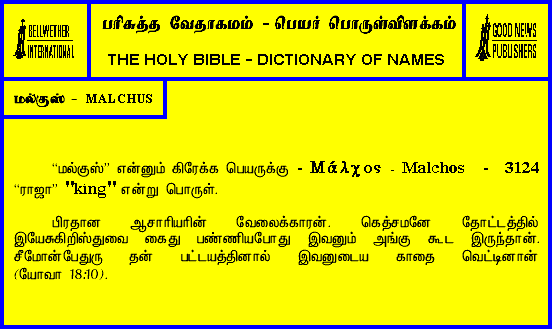 BELLWETHER
INTERNATIONAL
பரிசுத்த வேதாகமம் - பெயர் பொருள்விளக்கம்
THE HOLY BIBLE - DICTIONARY OF NAMES
GOOD NEWS
PUBLISHERS
மல்குஸ் - MALCHUS
“மல்குஸ்” என்னும் கிரேக்க பெயருக்கு - Μάλχος - Malchos - 3124
“ராஜா” "king" என்று பொருள்.
பிரதான ஆசாரியரின் வேலைக்காரன். கெத்சமனே தோட்டத்தில்
இயேசுகிறிஸ்துவை கைது பண்ணியபோது இவனும் அங்கு கூட இருந்தான்.
சீமோன்பேதுரு தன் பட்டயத்தினால் இவனுடைய காதை வெட்டினான்
(யோவா 18:10).